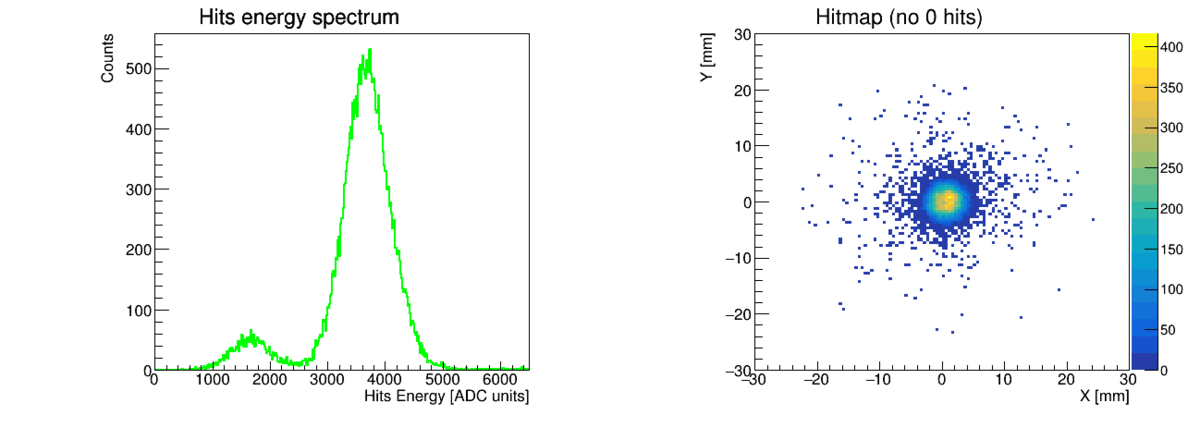 Hits energy spectrum
Counts
500
400
300
200
100
0
0 1000 2000 3000 4000 5000 6000
Hits Energy [ADC units]
Hitmap (no 0 hits)
Y [mm]
30
20
10
0
−10
−20
−30
−30 −20 −10 0 10 20 30
X [mm]
400
350
300
250
200
150
100
50
0